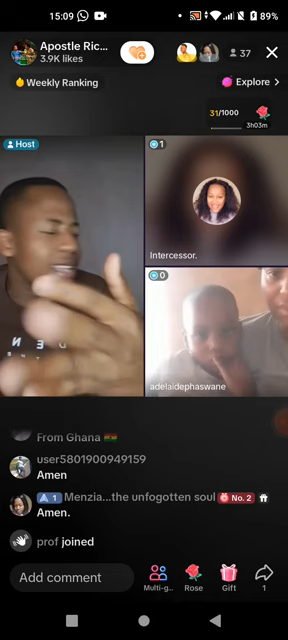 15:09
89%
Apostle Ric...
3.9K likes
37
Weekly Ranking
Explore >
31/1000
3h03m
Host
1
Intercessor.
0
adelaidephaswane
From Ghana 🇬🇭
user5801900949159
Amen
1 Menzia...the unfogotten soul No. 2
Amen.
prof joined
Add comment
Multi-g...
Rose
Gift
1